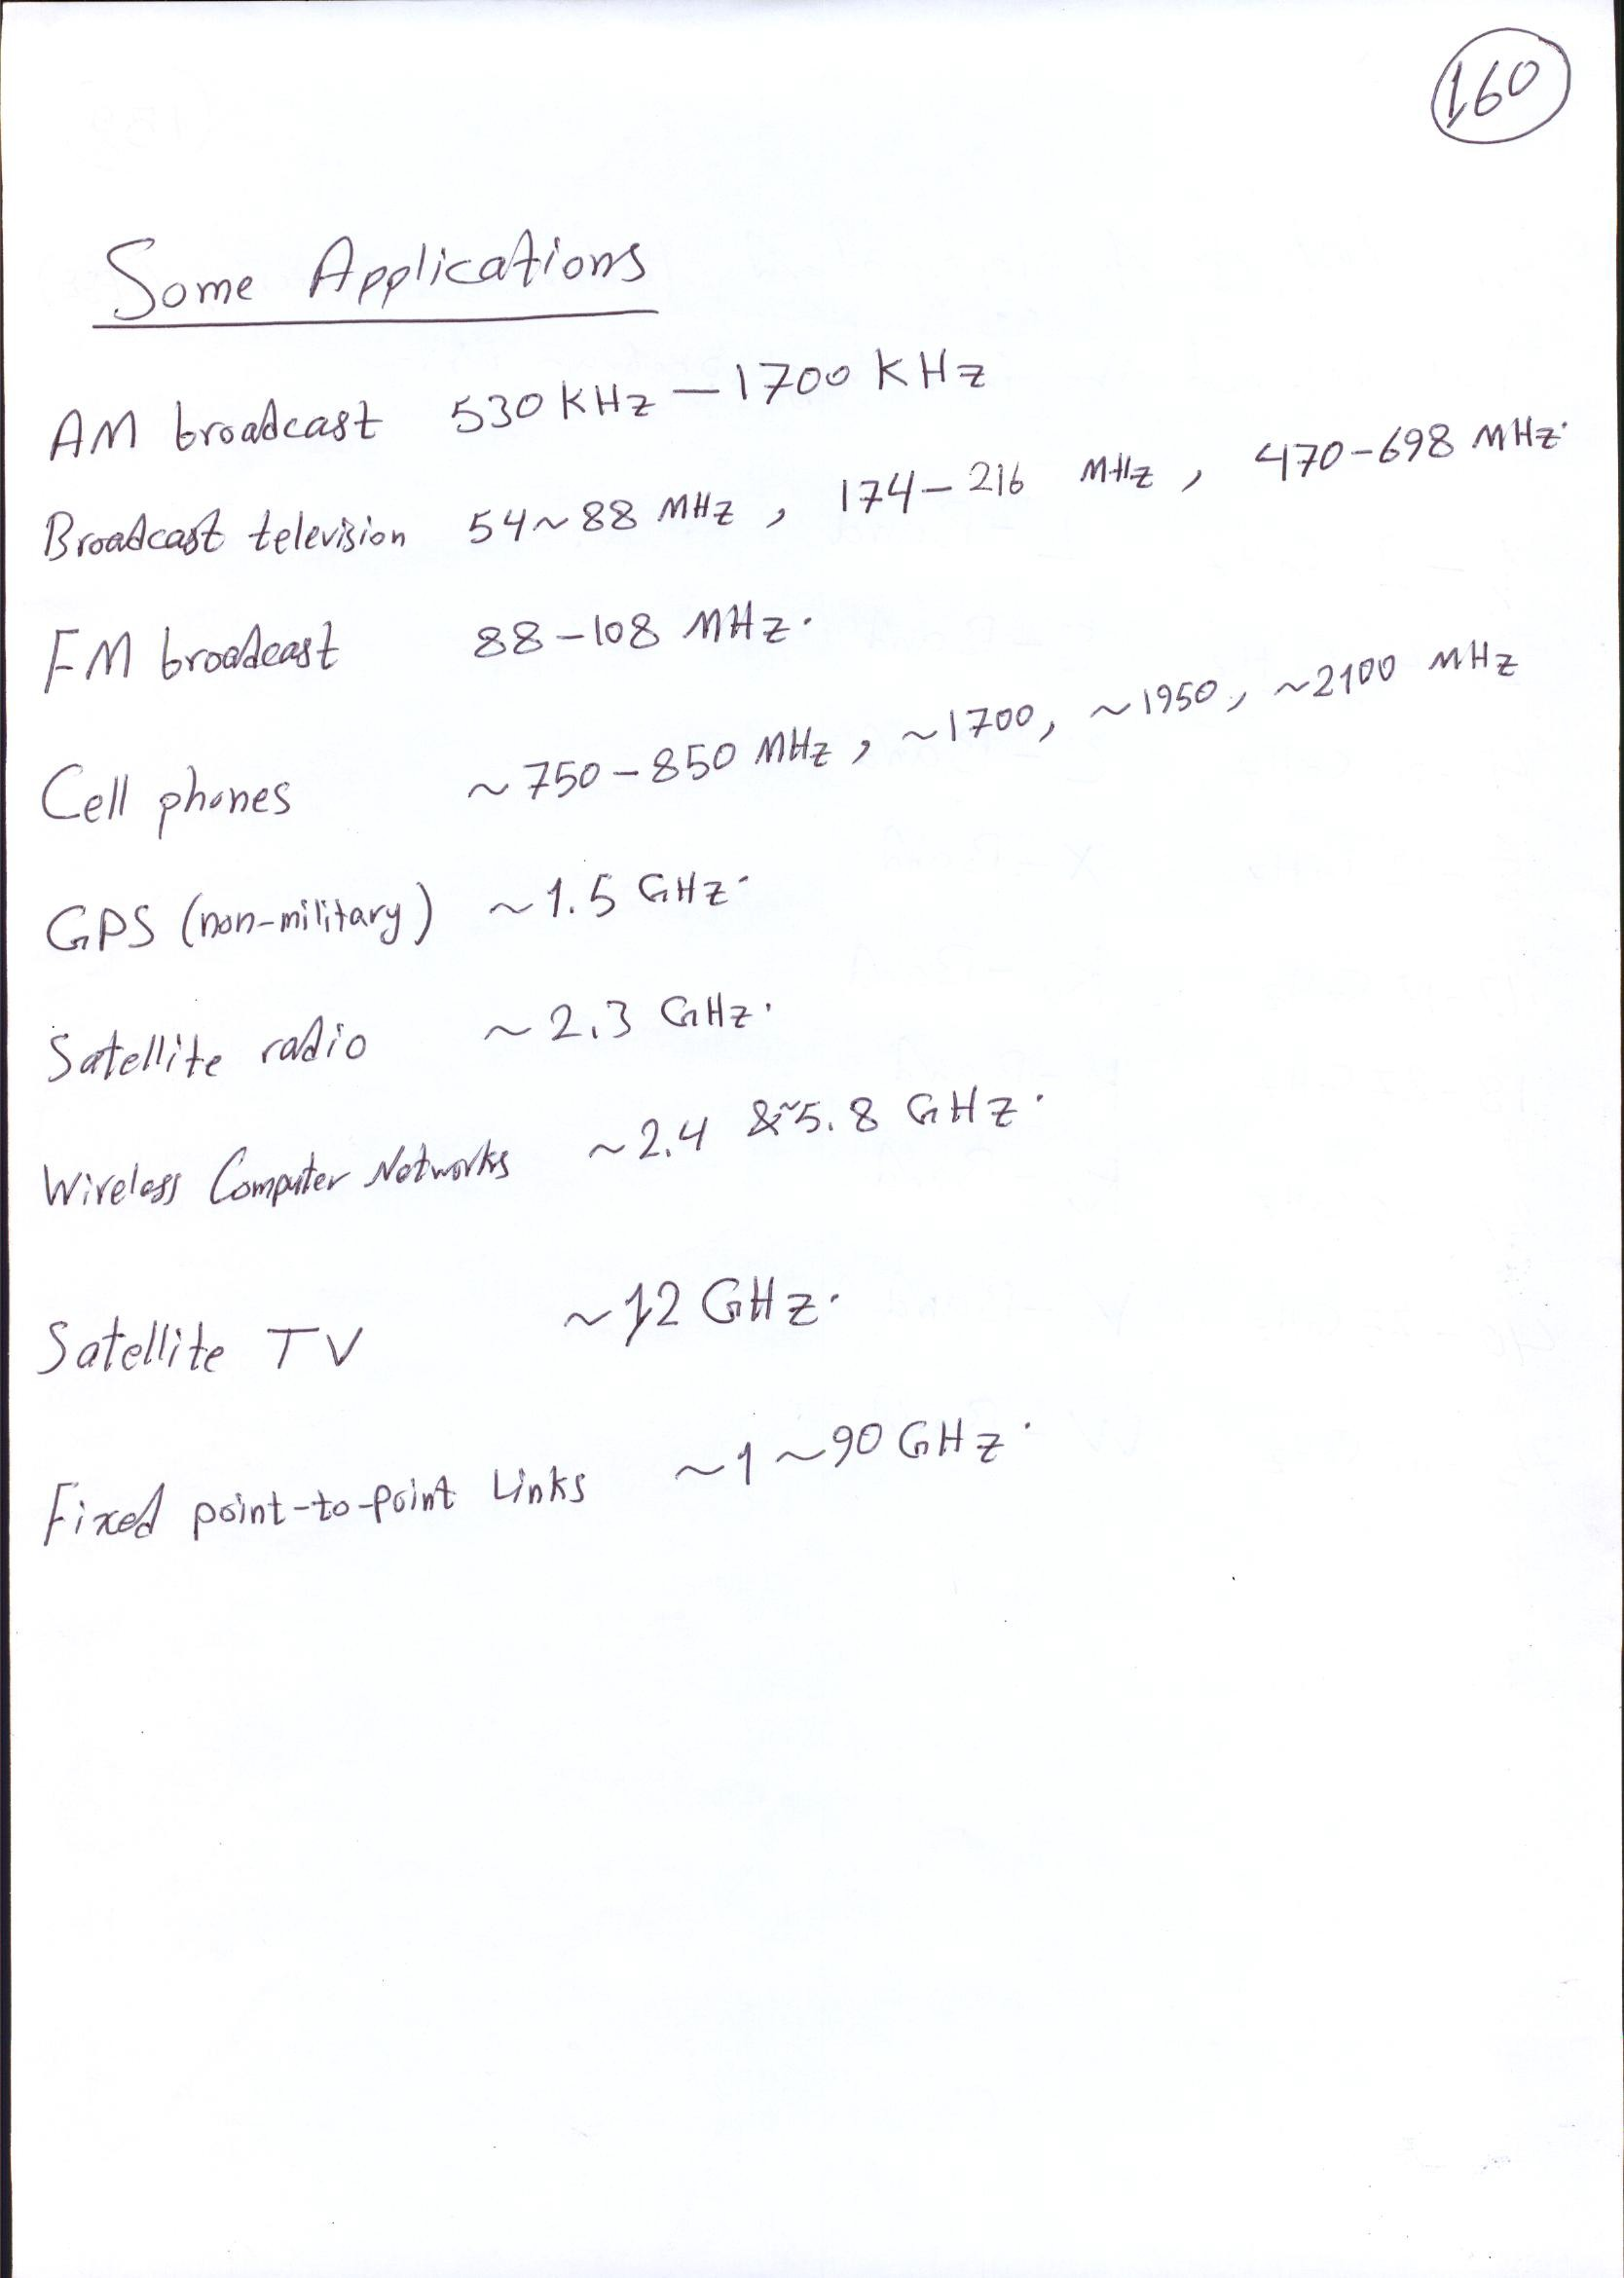 160
Some Applications
AM broadcast 530 KHz – 1700 KHz
Broadcast television 54~88 MHz , 174 – 216 MHz , 470–698 MHz.
FM broadcast 88–108 MHz.
Cell phones ~750–850 MHz , ~1700, ~1950, ~2100 MHz
GPS (non-military) ~1.5 GHz.
Satellite radio ~2.3 GHz.
Wireless Computer Networks ~2.4 & ~5.8 GHz.
Satellite TV ~12 GHz.
Fixed point-to-point Links ~1 ~90 GHz.